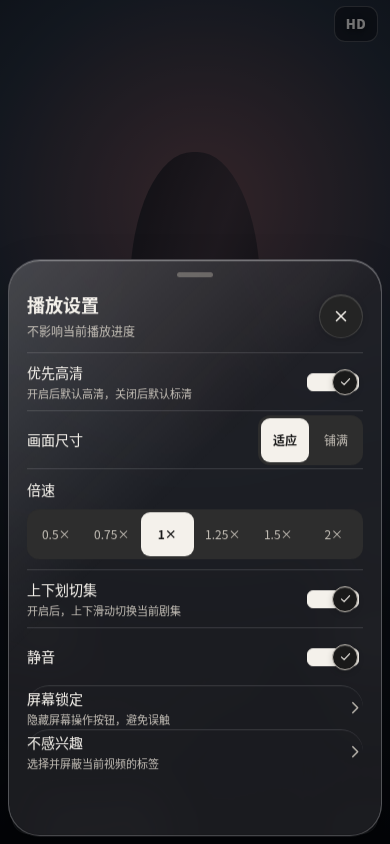 HD
播放设置
不影响当前播放进度
优先高清
开启后默认高清，关闭后默认标清
画面尺寸
适应 铺满
倍速
0.5× 0.75× 1× 1.25× 1.5× 2×
上下划切集
开启后，上下滑动切换当前剧集
静音
屏幕锁定
隐藏屏幕操作按钮，避免误触
不感兴趣
选择并屏蔽当前视频的标签